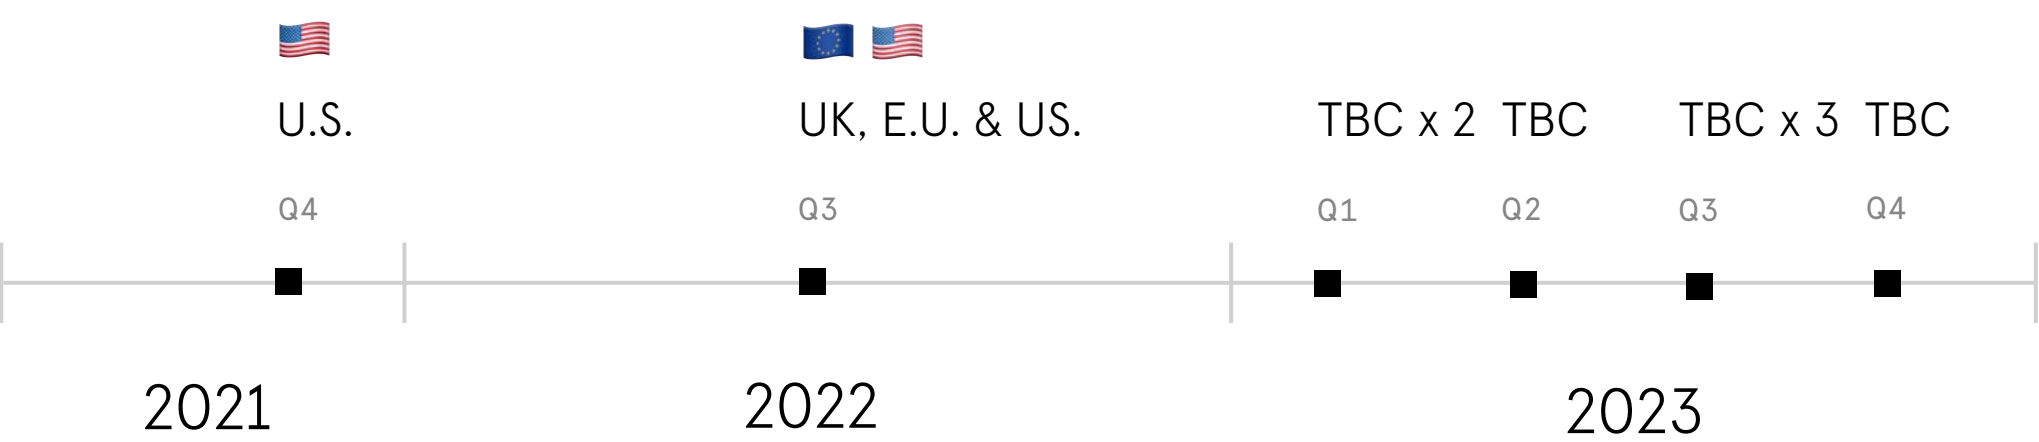 U.S.
UK, E.U. & US.
TBC x 2
TBC
TBC x 3
TBC
Q4
Q3
Q1
Q2
Q3
Q4
2021
2022
2023